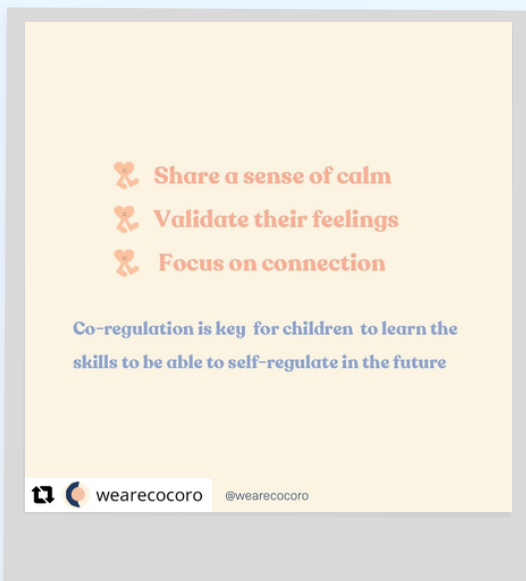 Share a sense of calm
Validate their feelings
Focus on connection
Co-regulation is key for children to learn the
skills to be able to self-regulate in the future
wearecocoro @wearecocoro